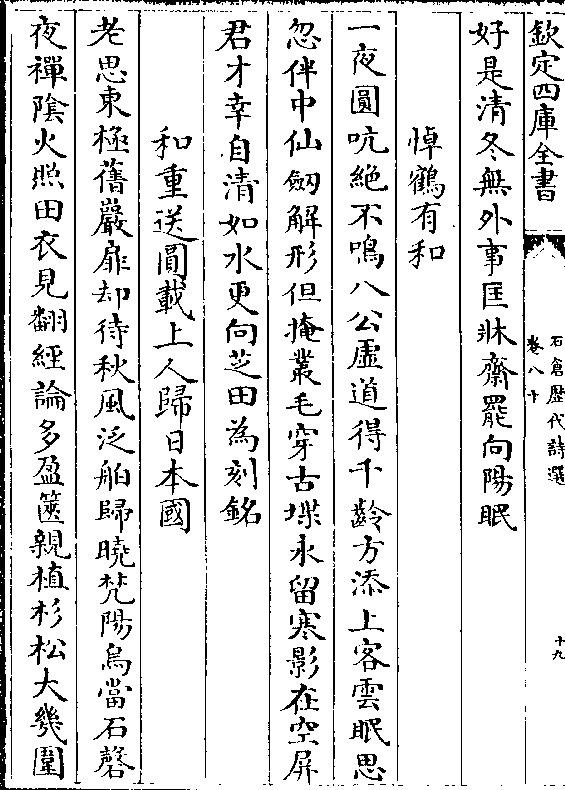 欽定四庫全書
石倉歴代詩選
卷八十
十九
好是清冬無外事匡牀齋罷向陽眠
悼鶴有和
一夜圓吭絶不鳴八公虚道得千齡方添上客雲眠思
忽伴中仙劒解形但掩叢毛穿古堞永留寒影在空屏
君才幸自清如水更向芝田為刻銘
和重送圓載上人歸日本國
老思東極舊巖扉却待秋風泛舶歸曉梵陽烏當石磬
夜禪陰火照田衣見翻經論多盈篋親植杉松大幾圍